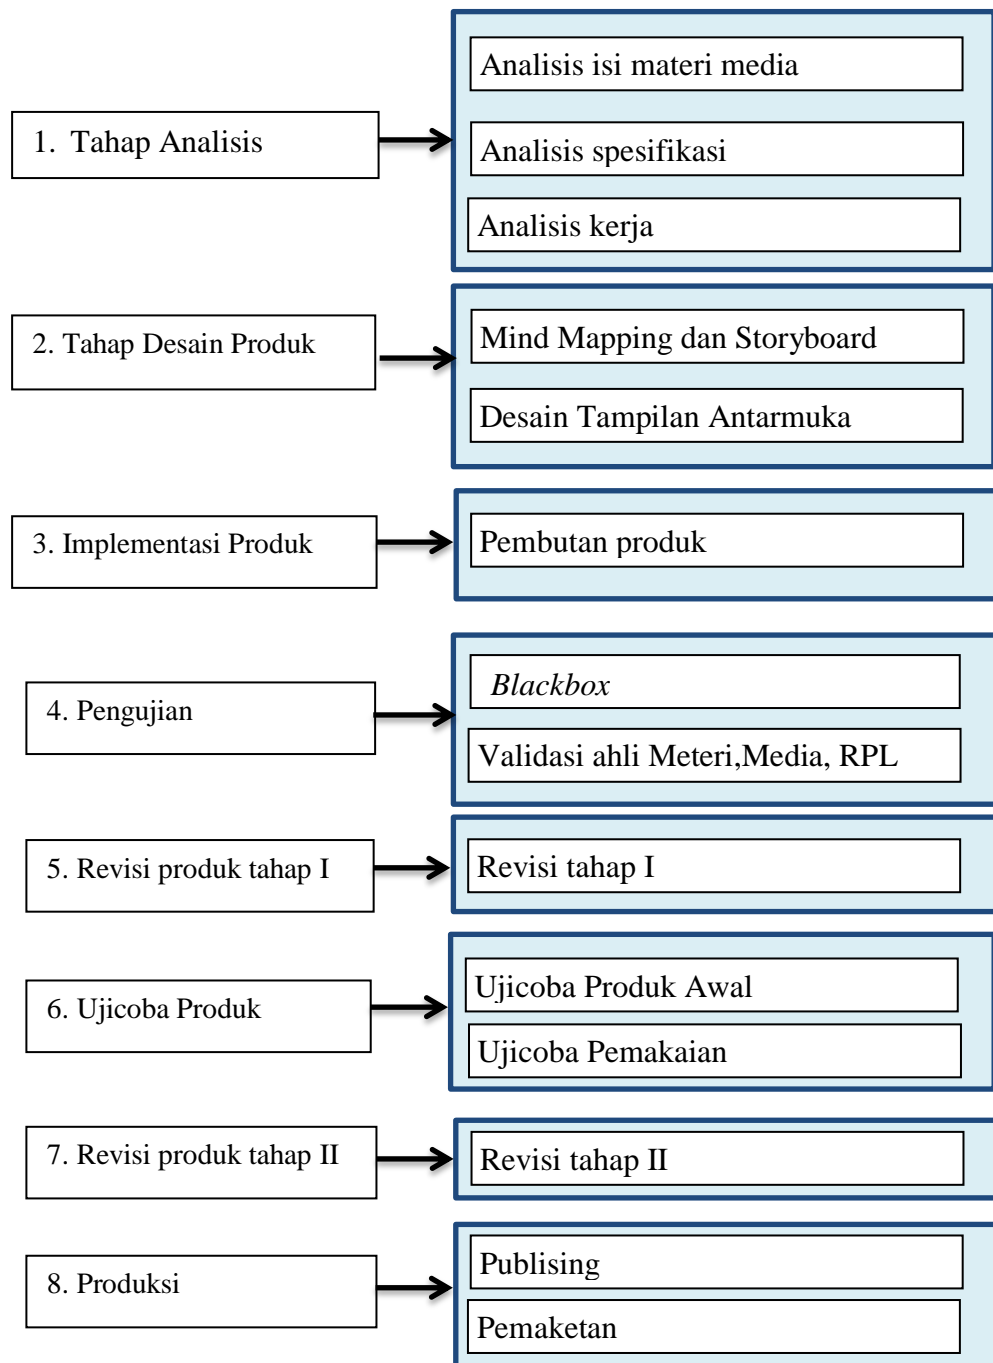 1. Tahap Analisis
Analisis isi materi media
Analisis spesifikasi
Analisis kerja
2. Tahap Desain Produk
Mind Mapping dan Storyboard
Desain Tampilan Antarmuka
3. Implementasi Produk
Pembutan produk
4. Pengujian
Blackbox
Validasi ahli Meteri,Media, RPL
5. Revisi produk tahap I
Revisi tahap I
6. Ujicoba Produk
Ujicoba Produk Awal
Ujicoba Pemakaian
7. Revisi produk tahap II
Revisi tahap II
8. Produksi
Publising
Pemaketan